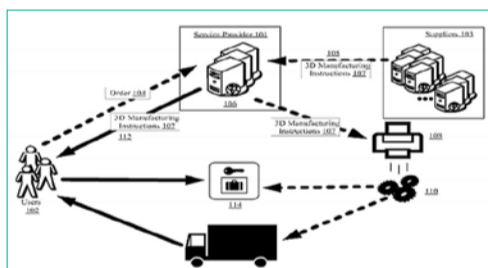 Service Provider 101
Suppliers 103
105
3D Manufacturing
Instructions 107
Order 104
106
3D Manufacturing
Instructions 107
112
3D Manufacturing
Instructions 107
108
Users
102
114
110